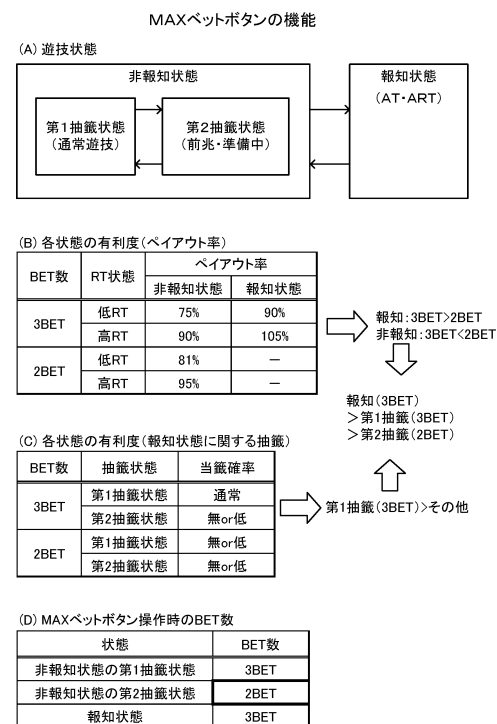 MAXベットボタンの機能
(A) 遊技状態
非報知状態
報知状態
(AT・ART)
第1抽籤状態
(通常遊技)
第2抽籤状態
(前兆・準備中)
(B) 各状態の有利度(ペイアウト率)
BET数 RT状態 ペイアウト率
非報知状態 報知状態
3BET 低RT 75% 90%
高RT 90% 105%
2BET 低RT 81% −
高RT 95% −
報知:3BET>2BET
非報知:3BET<2BET
報知(3BET)
>第1抽籤(3BET)
>第2抽籤(2BET)
(C) 各状態の有利度(報知状態に関する抽籤)
BET数 抽籤状態 当籤確率
3BET 第1抽籤状態 通常
第2抽籤状態 無or低
2BET 第1抽籤状態 無or低
第2抽籤状態 無or低
第1抽籤(3BET)>その他
(D) MAXベットボタン操作時のBET数
状態 BET数
非報知状態の第1抽籤状態 3BET
非報知状態の第2抽籤状態 2BET
報知状態 3BET